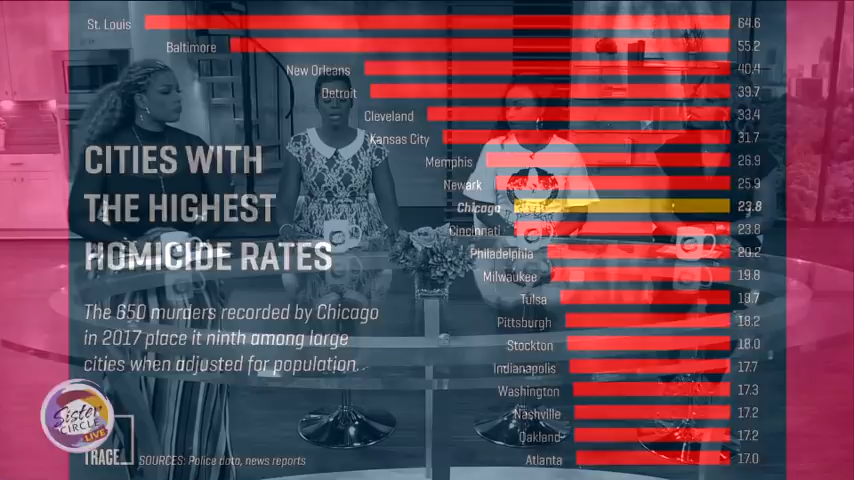 CITIES WITH
THE HIGHEST
HOMICIDE RATES
The 650 murders recorded by Chicago
in 2017 place it ninth among large
cities when adjusted for population.
St. Louis 64.6
Baltimore 55.2
New Orleans 40.4
Detroit 39.7
Cleveland 33.4
Kansas City 31.7
Memphis 26.9
Newark 25.9
Chicago 23.8
Cincinnati 23.8
Philadelphia 20.2
Milwaukee 19.8
Tulsa 18.7
Pittsburgh 18.2
Stockton 18.0
Indianapolis 17.7
Washington 17.3
Nashville 17.2
Oakland 17.2
Atlanta 17.0
Sister
CIRCLE
LIVE
TRACE
SOURCES: Police data, news reports